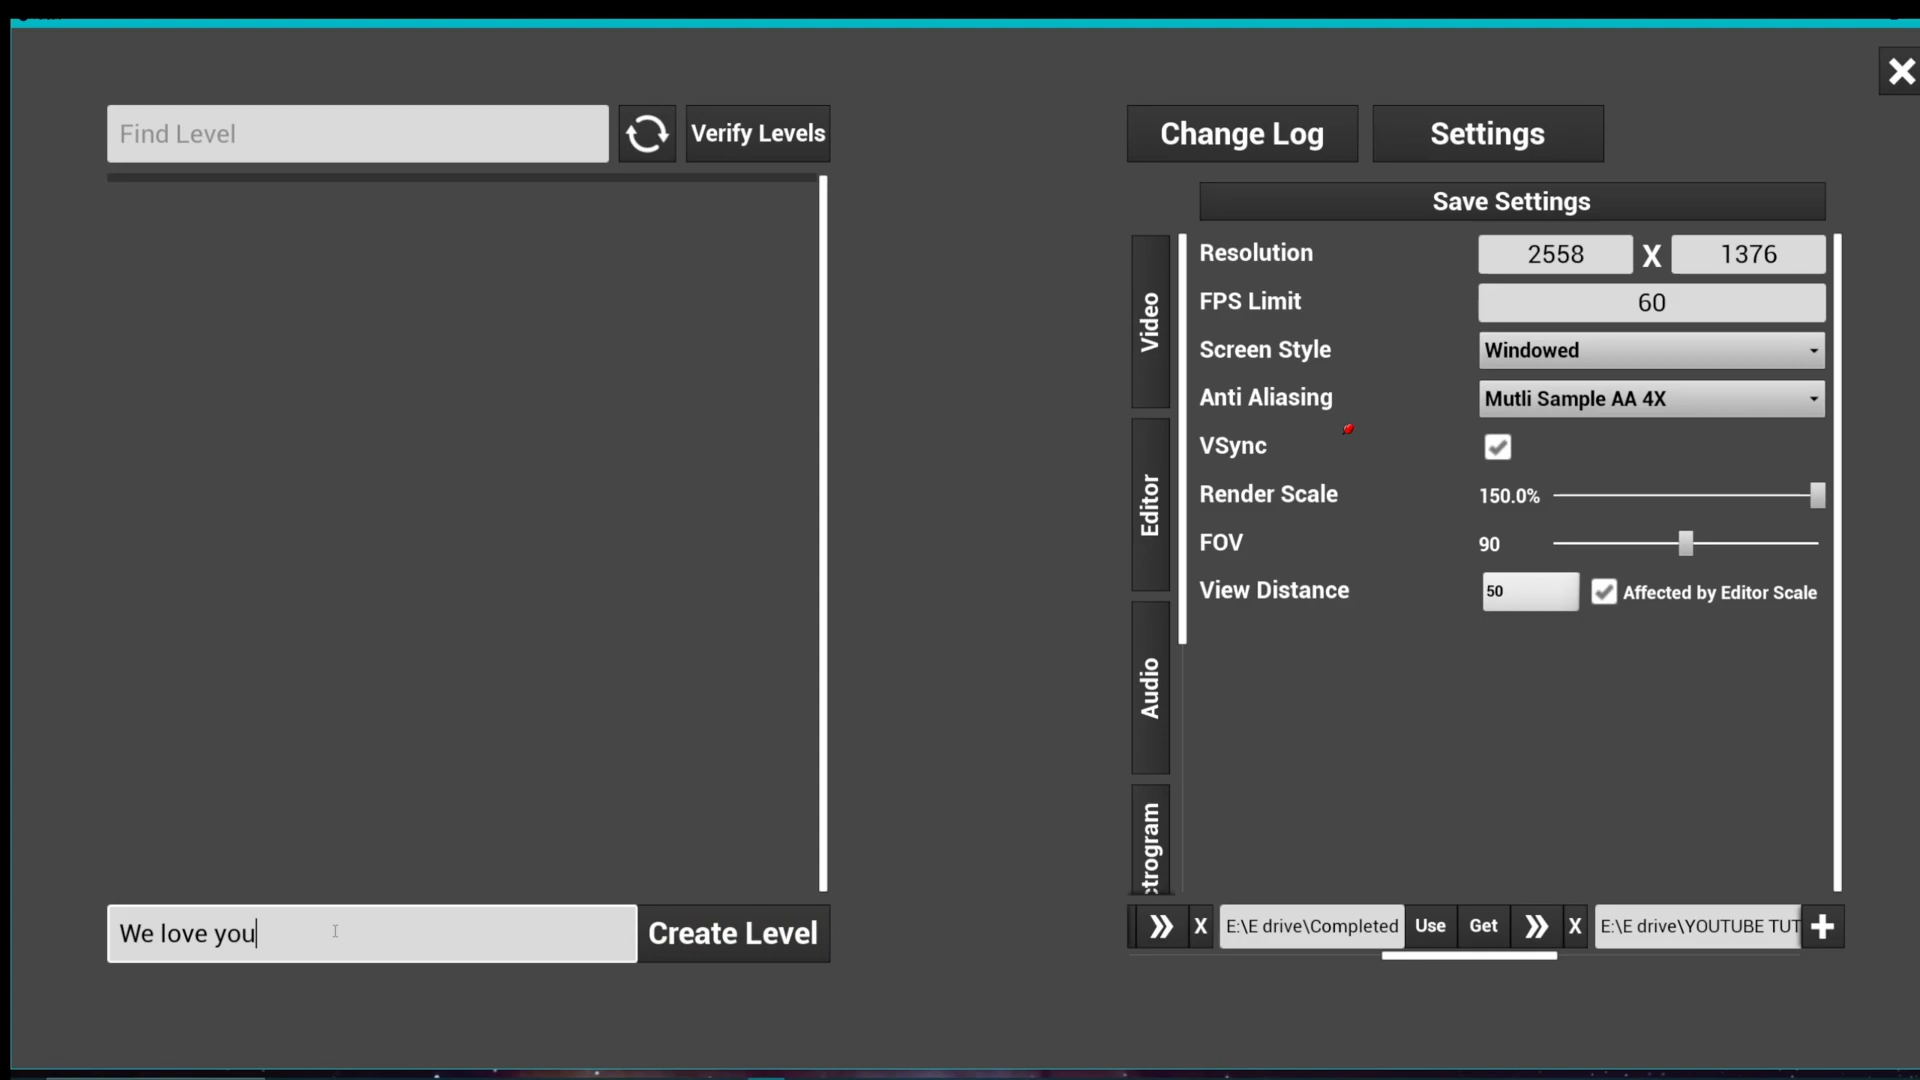 Find Level
Verify Levels
Change Log
Settings
Save Settings
Video
Editor
Audio
ctrogram
Resolution
2558 X 1376
FPS Limit
60
Screen Style
Windowed
Anti Aliasing
Mutli Sample AA 4X
VSync
Render Scale
150.0%
FOV
90
View Distance
50
Affected by Editor Scale
We love you
Create Level
X
E:\E drive\Completed
Use
Get
X
E:\E drive\YOUTUBE TUT